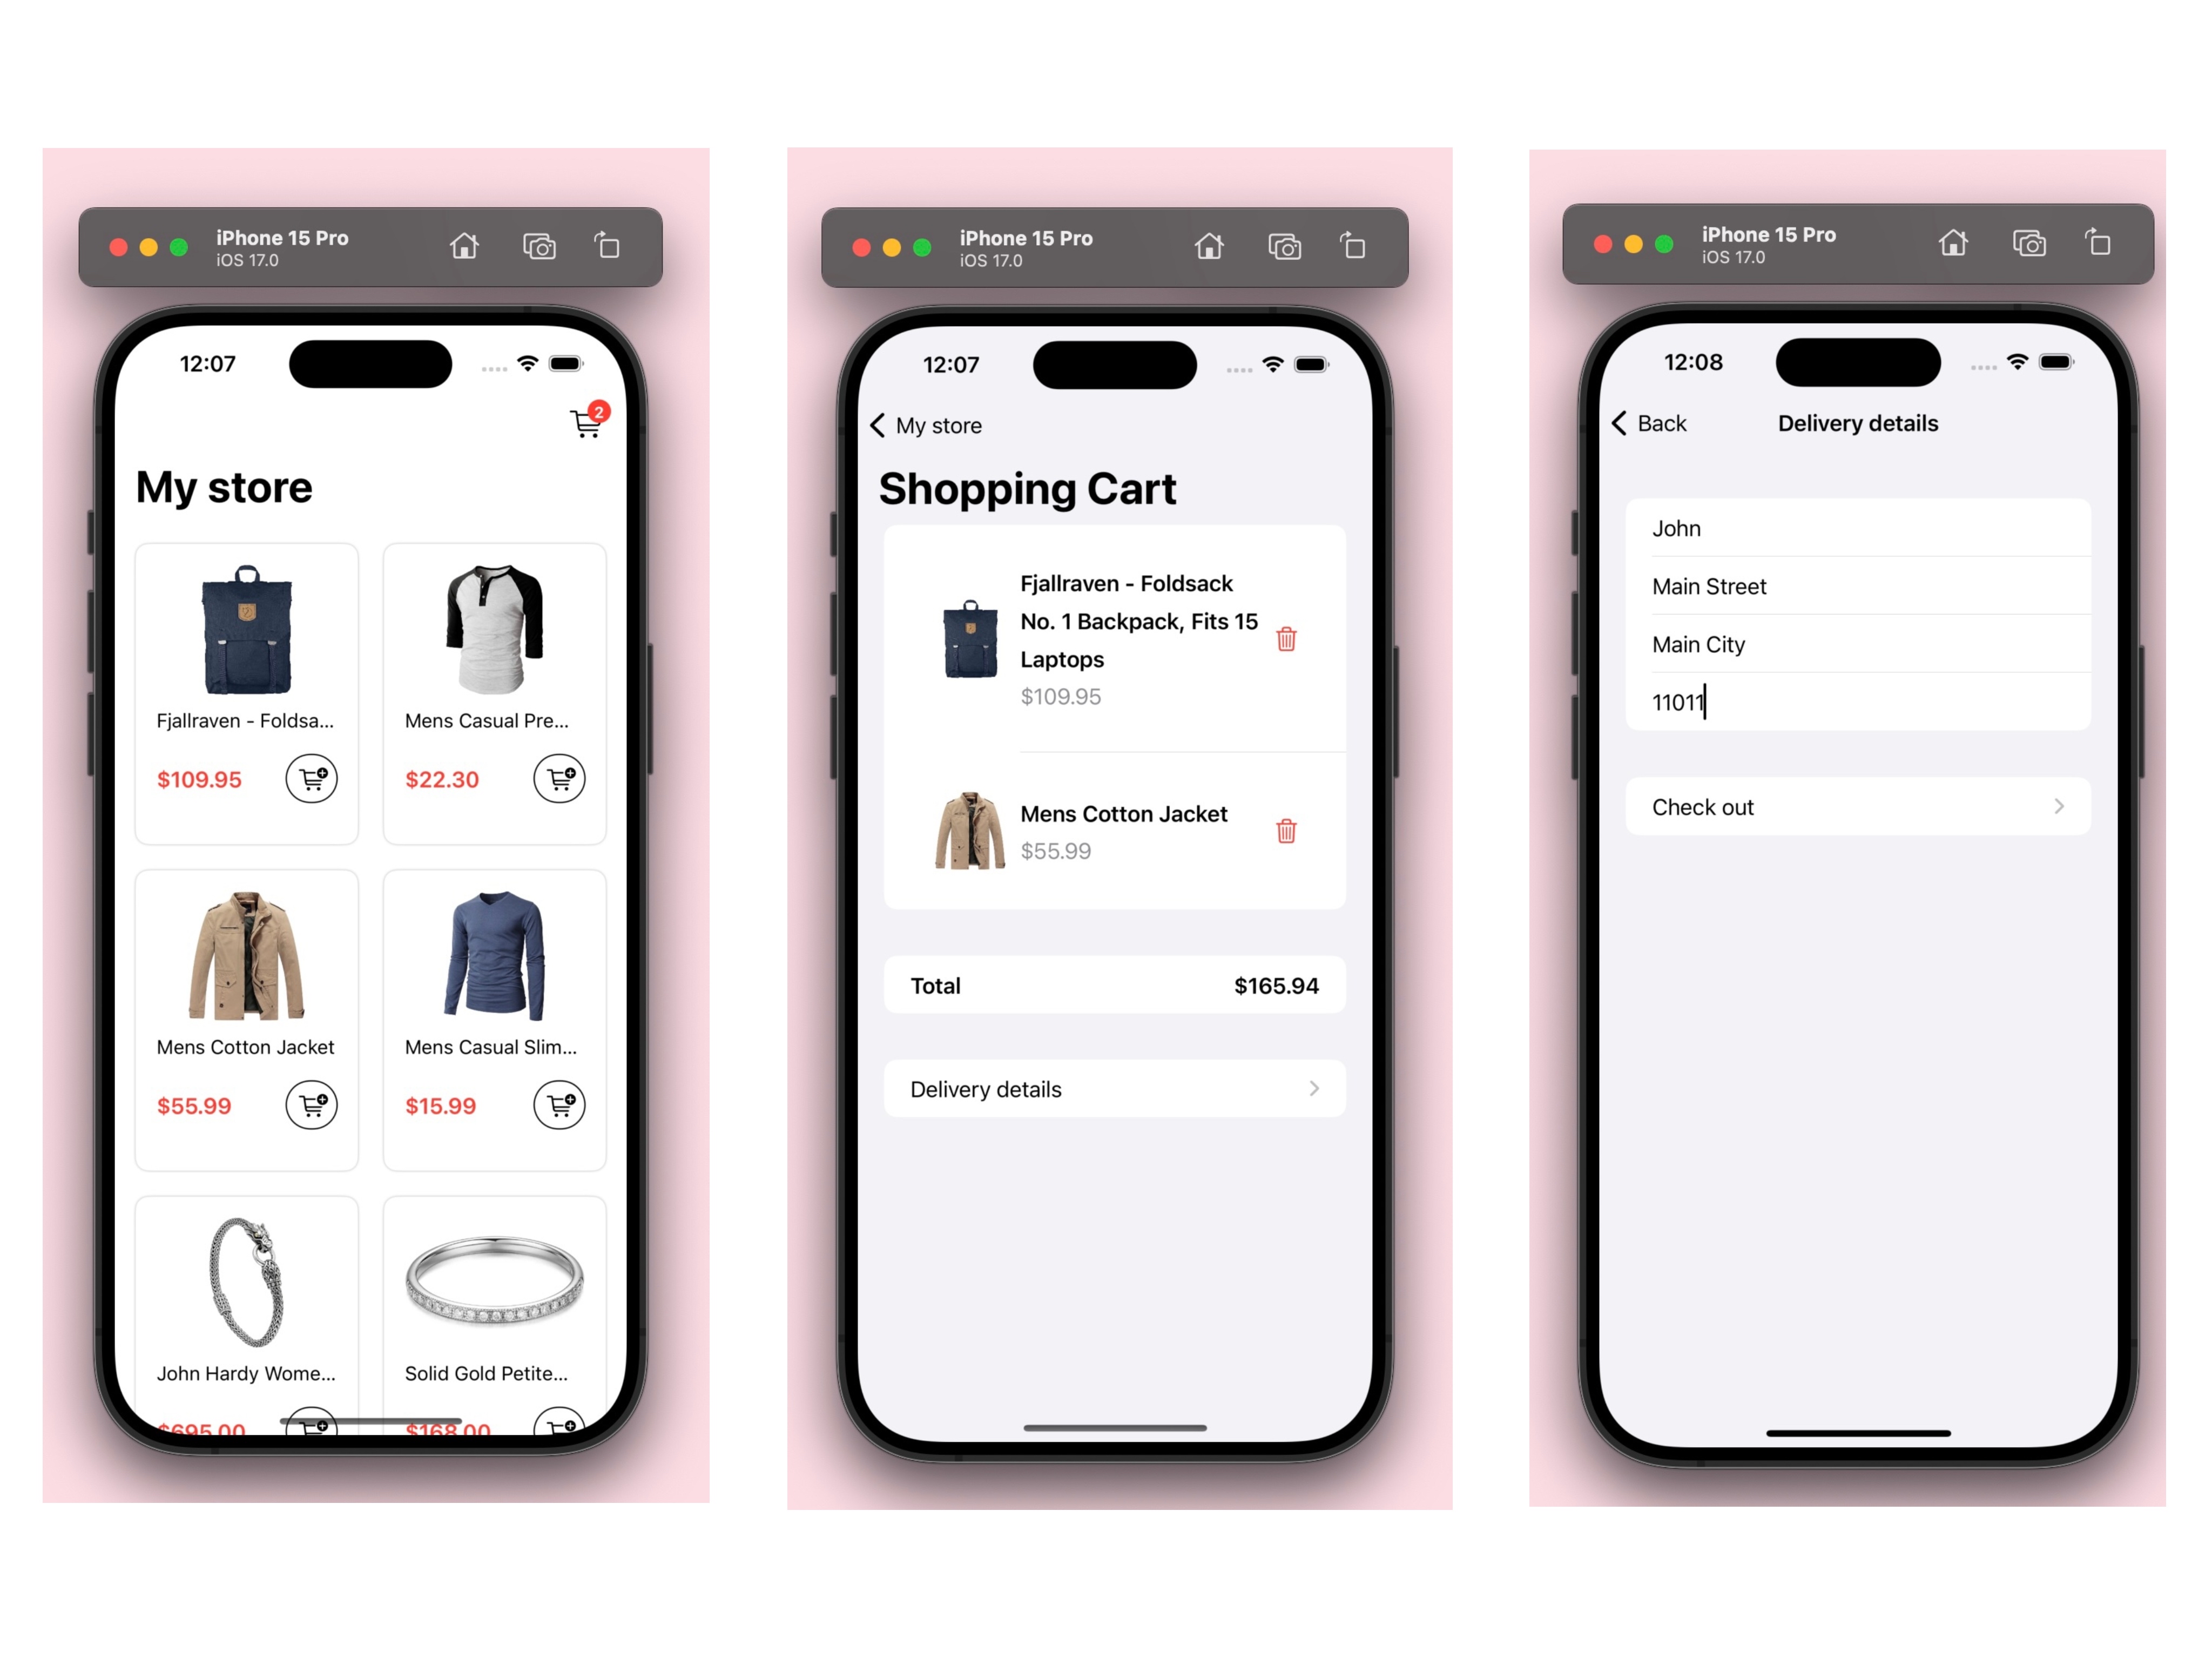 iPhone 15 Pro
iOS 17.0
12:07
2
My store
Fjallraven - Foldsa...
Mens Casual Pre...
$109.95
$22.30
Mens Cotton Jacket
Mens Casual Slim...
$55.99
$15.99
John Hardy Wome...
Solid Gold Petite...
$695.00
$168.00
iPhone 15 Pro
iOS 17.0
12:07
My store
Shopping Cart
Fjallraven - Foldsack
No. 1 Backpack, Fits 15
Laptops
$109.95
Mens Cotton Jacket
$55.99
Total $165.94
Delivery details
iPhone 15 Pro
iOS 17.0
12:08
Back Delivery details
John
Main Street
Main City
11011
Check out